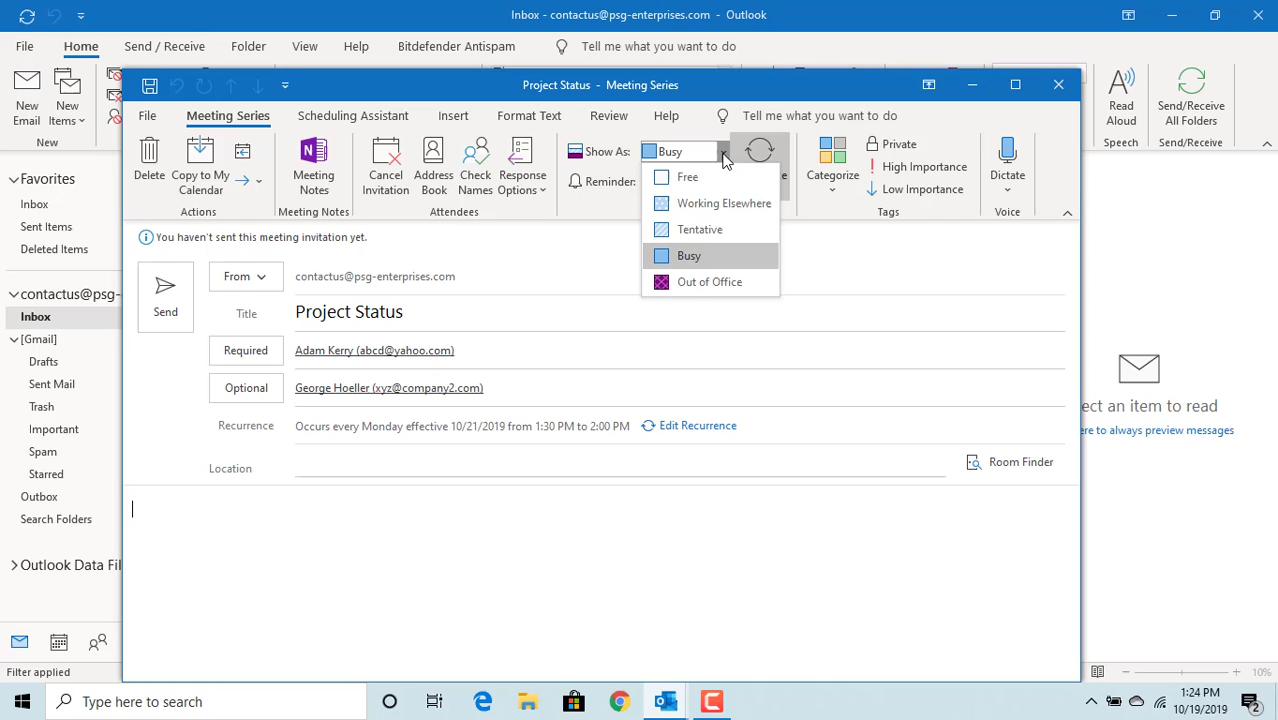 Inbox - contactus@psg-enterprises.com - Outlook
File Home Send / Receive Folder View Help Bitdefender Antispam Tell me what you want to do
New Email
New Items
New
Read Aloud
Speech
Send/Receive All Folders
Send/Receive
Project Status - Meeting Series
File Meeting Series Scheduling Assistant Insert Format Text Review Help Tell me what you want to do
Delete
Copy to My Calendar
Actions
Meeting Notes
Meeting Notes
Cancel Invitation
Address Book
Check Names
Response Options
Attendees
Show As: Busy
Reminder:
Free
Working Elsewhere
Tentative
Busy
Out of Office
Categorize
Private
High Importance
Low Importance
Tags
Dictate
Voice
You haven't sent this meeting invitation yet.
Send
From contactus@psg-enterprises.com
Title Project Status
Required Adam Kerry (abcd@yahoo.com)
Optional George Hoeller (xyz@company2.com)
Recurrence Occurs every Monday effective 10/21/2019 from 1:30 PM to 2:00 PM Edit Recurrence
Location Room Finder
Favorites
Inbox
Sent Items
Deleted Items
contactus@psg-
Inbox
[Gmail]
Drafts
Sent Mail
Trash
Important
Spam
Starred
Outbox
Search Folders
Outlook Data Fil
ect an item to read
ere to always preview messages
Filter applied
10%
Type here to search
1:24 PM
10/19/2019
2